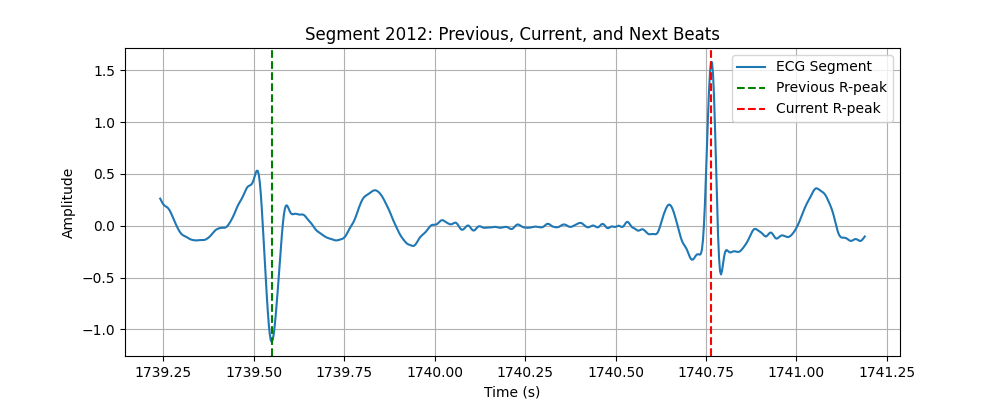 Segment 2012: Previous, Current, and Next Beats
ECG Segment
Previous R-peak
Current R-peak
Amplitude
1.5
1.0
0.5
0.0
−0.5
−1.0
1739.25 1739.50 1739.75 1740.00 1740.25 1740.50 1740.75 1741.00 1741.25
Time (s)